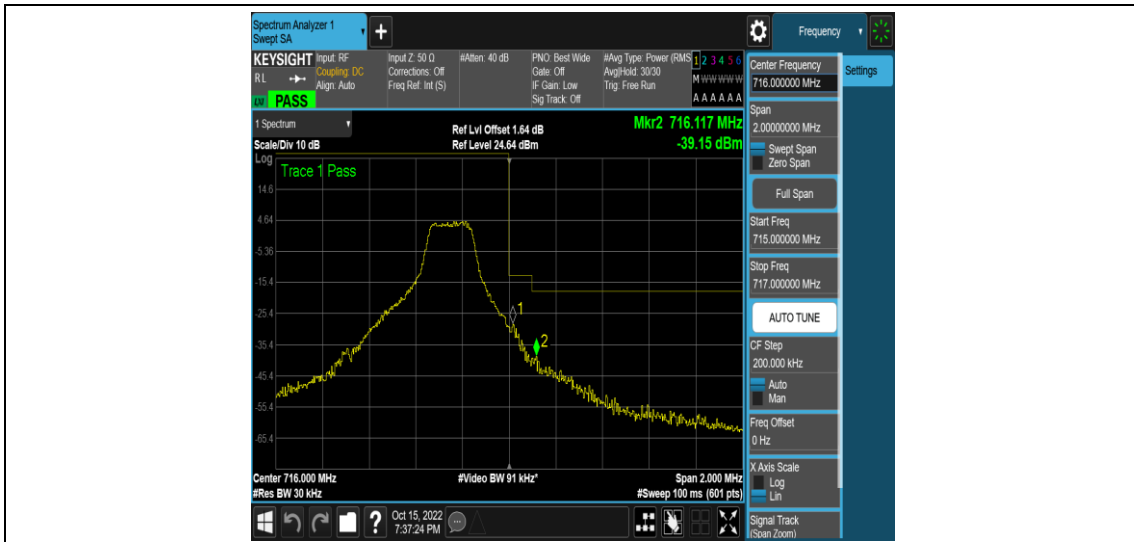 Spectrum Analyzer 1
Swept SA
+
Frequency
KEYSIGHT
RL
LM PASS
Input: RF
Coupling: DC
Align: Auto
Input Z: 50 Ω
Corrections: Off
Freq Ref: Int (S)
#Atten: 40 dB
PNO: Best Wide
Gate: Off
IF Gain: Low
Sig Track: Off
#Avg Type: Power (RMS
Avg|Hold: 30/30
Trig: Free Run
1 2 3 4 5 6
M W W W W W
A A A A A A
1 Spectrum
Scale/Div 10 dB
Ref Lvl Offset 1.64 dB
Ref Level 24.64 dBm
Mkr2 716.117 MHz
-39.15 dBm
Log
Trace 1 Pass
14.6
4.64
-5.36
-15.4
-25.4
-35.4
-45.4
-55.4
-65.4
1
2
Center 716.000 MHz
#Res BW 30 kHz
#Video BW 91 kHz*
Span 2.000 MHz
#Sweep 100 ms (601 pts)
Center Frequency
716.000000 MHz
Settings
Span
2.00000000 MHz
Swept Span
Zero Span
Full Span
Start Freq
715.000000 MHz
Stop Freq
717.000000 MHz
AUTO TUNE
CF Step
200.000 kHz
Auto
Man
Freq Offset
0 Hz
X Axis Scale
Log
Lin
Signal Track
(Span Zoom)
?
Oct 15, 2022
7:37:24 PM